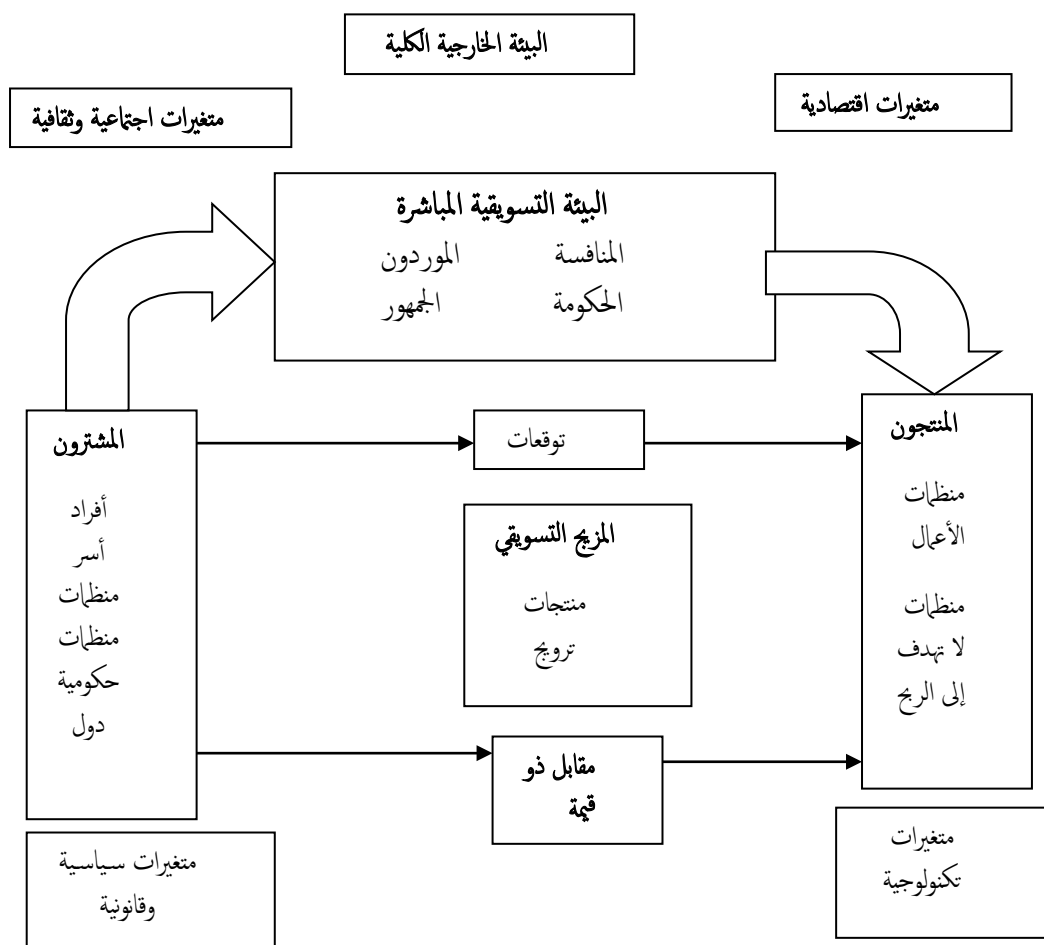 البيئة الخارجية الكلية
متغيرات اقتصادية
متغيرات اجتماعية وثقافية
البيئة التسويقية المباشرة
المنافسة الموردون
الحكومة الجمهور
المنتجون
منظمات
الأعمال
منظمات
لا تهدف
إلى الربح
توقعات
المزيج التسويقي
منتجات
ترويج
مقابل ذو
قيمة
المشترون
أفراد
أسر
منظمات
منظمات
حكومية
دول
متغيرات
تكنولوجية
متغيرات سياسية
وقانونية